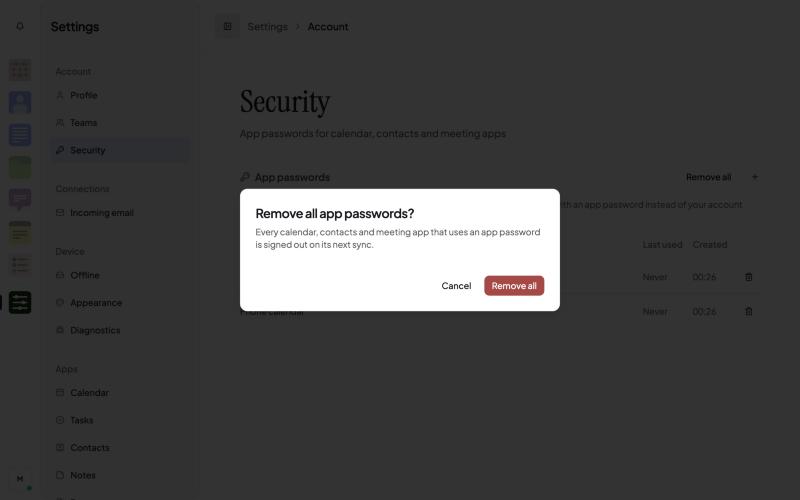 Settings
Settings > Account
Account
Profile
Teams
Security
Connections
Incoming email
Device
Offline
Appearance
Diagnostics
Apps
Calendar
Tasks
Contacts
Notes
M
Security
App passwords for calendar, contacts and meeting apps
App passwords
Remove all +
with an app password instead of your account
Last used Created
Never 00:26
Phone calendar Never 00:26
Remove all app passwords?
Every calendar, contacts and meeting app that uses an app password
is signed out on its next sync.
Cancel Remove all